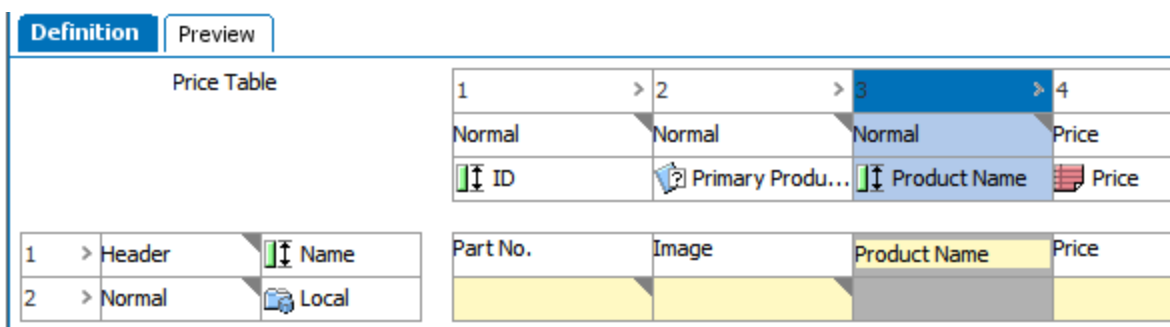 Definition Preview
Price Table
1 > 2 > 3 > 4
Normal Normal Normal Price
ID Primary Produ... Product Name Price
1 > Header Name Part No. Image Product Name Price
2 > Normal Local